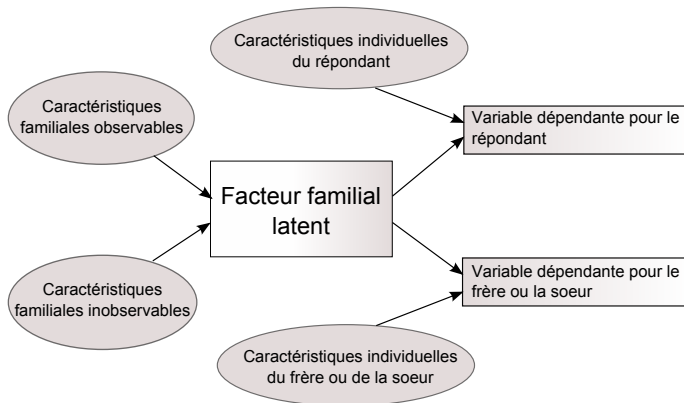 Caractéristiques individuelles
du répondant
Caractéristiques
familiales observables
Variable dépendante pour le
répondant
Facteur familial
latent
Caractéristiques
familiales inobservables
Variable dépendante pour le
frère ou la soeur
Caractéristiques individuelles
du frère ou de la soeur